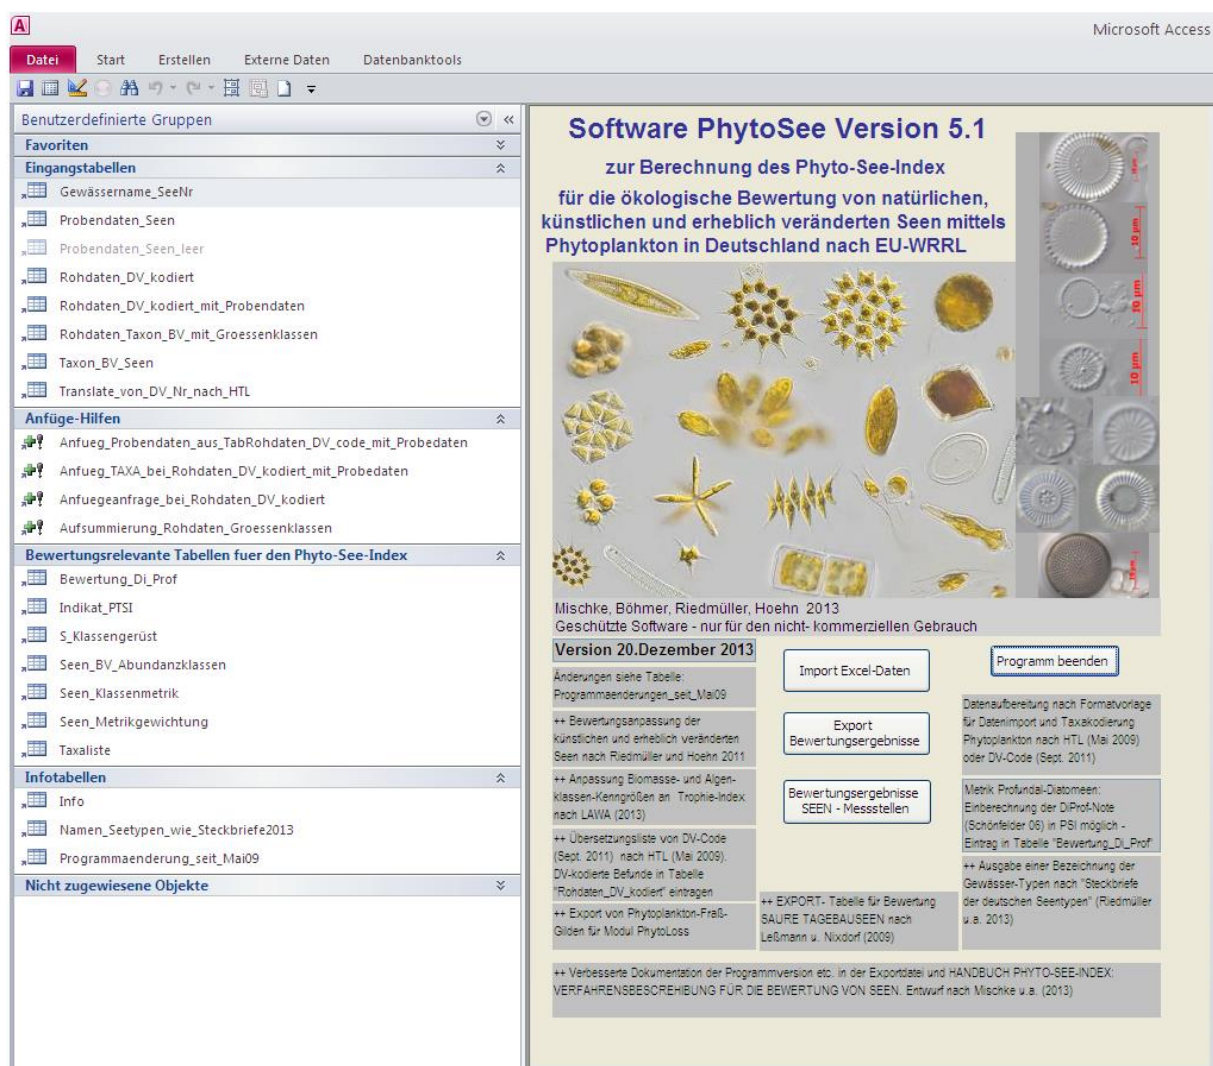 A
Microsoft Access
Datei Start Erstellen Externe Daten Datenbanktools
Benutzerdefinierte Gruppen
Favoriten
Eingangstabellen
Gewässername_SeeNr
Probendaten_Seen
Probendaten_Seen_leer
Rohdaten_DV_kodiert
Rohdaten_DV_kodiert_mit_Probendaten
Rohdaten_Taxon_BV_mit_Groessenklassen
Taxon_BV_Seen
Translate_von_DV_Nr_nach_HTL
Anfüge-Hilfen
Anfueg_Probendaten_aus_TabRohdaten_DV_code_mit_Probedaten
Anfueg_TAXA_bei_Rohdaten_DV_kodiert_mit_Probedaten
Anfuegeanfrage_bei_Rohdaten_DV_kodiert
Aufsummierung_Rohdaten_Groessenklassen
Bewertungsrelevante Tabellen fuer den Phyto-See-Index
Bewertung_Di_Prof
Indikat_PTSI
S_Klassengerüst
Seen_BV_Abundanzklassen
Seen_Klassenmetrik
Seen_Metrikgewichtung
Taxaliste
Infotabellen
Info
Namen_Seetypen_wie_Steckbriefe2013
Programmaenderung_seit_Mai09
Nicht zugewiesene Objekte
Software PhytoSee Version 5.1
zur Berechnung des Phyto-See-Index
für die ökologische Bewertung von natürlichen,
künstlichen und erheblich veränderten Seen mittels
Phytoplankton in Deutschland nach EU-WRRL
10 µm
10 µm
10 µm
Mischke, Böhmer, Riedmüller, Hoehn 2013
Geschützte Software - nur für den nicht- kommerziellen Gebrauch
Version 20.Dezember 2013
Änderungen siehe Tabelle:
Programmaenderungen_seit_Mai09
++ Bewertungsanpassung der
künstlichen und erheblich veränderten
Seen nach Riedmüller und Hoehn 2011
++ Anpassung Biomasse- und Algen-
klassen-Kenngrößen an Trophie-Index
nach LAWA (2013)
++ Übersetzungsliste von DV-Code
(Sept. 2011) nach HTL (Mai 2009).
DV-kodierte Befunde in Tabelle
"Rohdaten_DV_kodiert" eintragen
++ Export von Phytoplankton-Fraß-
Gilden für Modul PhytoLoss
Import Excel-Daten
Export
Bewertungsergebnisse
Bewertungsergebnisse
SEEN - Messstellen
++ EXPORT- Tabelle für Bewertung
SAURE TAGEBAUSEEN nach
Leßmann u. Nixdorf (2009)
Programm beenden
Datenaufbereitung nach Formatvorlage
für Datenimport und Taxakodierung
Phytoplankton nach HTL (Mai 2009)
oder DV-Code (Sept. 2011)
Metrik Profundal-Diatomeen:
Einberechnung der DiProf-Note
(Schönfelder 06) in PSI möglich -
Eintrag in Tabelle "Bewertung_Di_Prof"
++ Ausgabe einer Bezeichnung der
Gewässer-Typen nach "Steckbriefe
der deutschen Seentypen" (Riedmüller
u.a. 2013)
++ Verbesserte Dokumentation der Programmversion etc. in der Exportdatei und HANDBUCH PHYTO-SEE-INDEX:
VERFAHRENSBESCREHIBUNG FÜR DIE BEWERTUNG VON SEEN. Entwurf nach Mischke u.a. (2013)